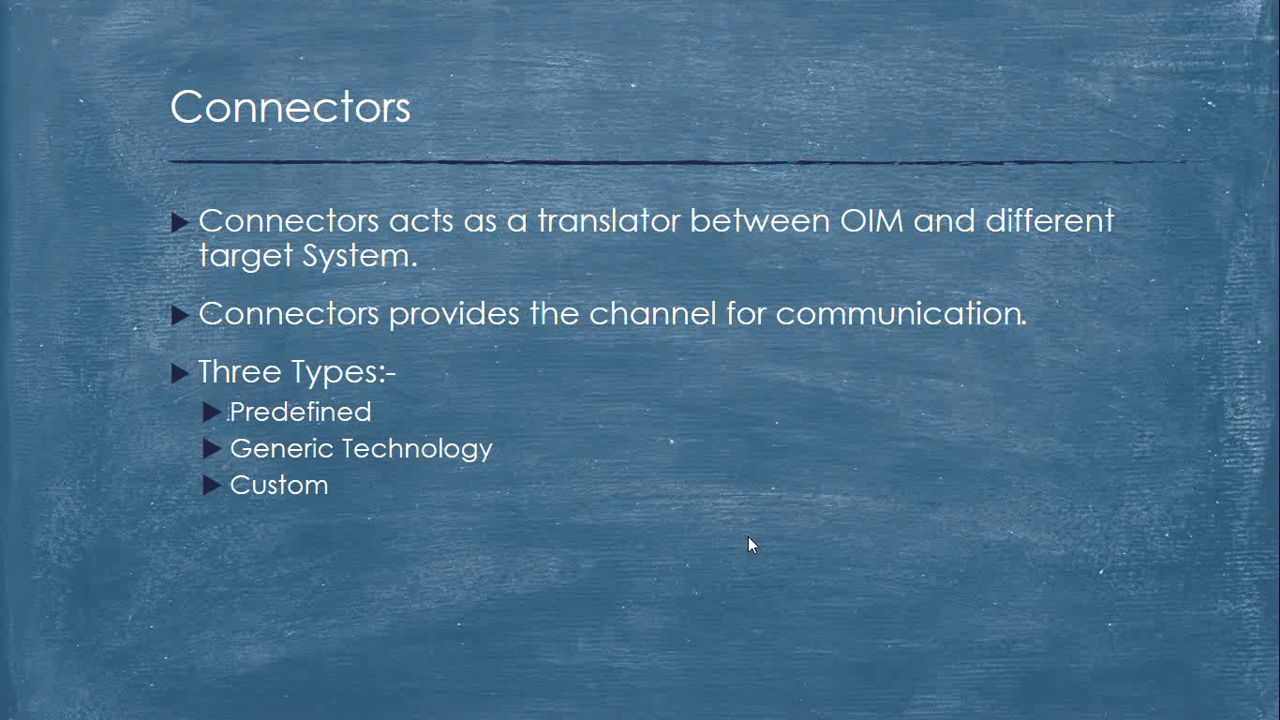 Connectors
Connectors acts as a translator between OIM and different
target System.
Connectors provides the channel for communication.
Three Types:-
Predefined
Generic Technology
Custom